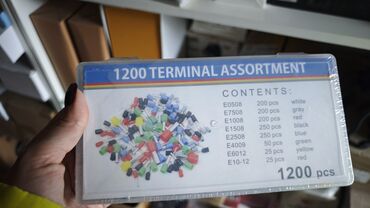 1200 TERMINAL ASSORTMENT
CONTENTS:
E0508 200 pcs white
E7508 200 pcs gray
E1008 200 pcs red
E1508 250 pcs black
E2508 250 pcs blue
E4009 50 pcs green
E6012 25 pcs yellow
E10-12 25 pcs red
1200 pcs